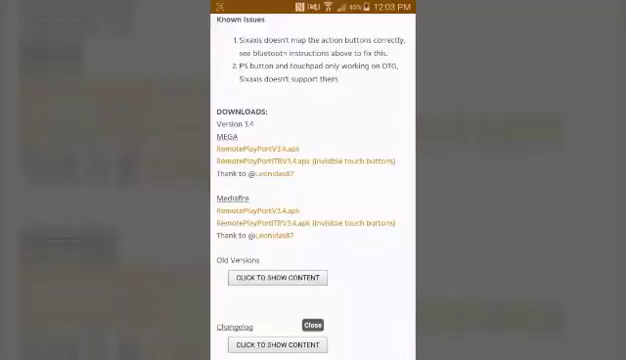 45% 12:03 PM
Known Issues
1. Sixaxis doesn't map the action buttons correctly,
see bluetooth instructions above to fix this.
2. PS button and touchpad only working on OTG,
Sixaxis doesn't support them.
DOWNLOADS:
Version 3.4
MEGA
RemotePlayPortV3.4.apk
RemotePlayPortITBV3.4.apk (Invisible touch buttons)
Thank to @Leonidas87
Mediafire
RemotePlayPortV3.4.apk
RemotePlayPortITBV3.4.apk (Invisible touch buttons)
Thank to @Leonidas87
Old Versions
CLICK TO SHOW CONTENT
Close
Changelog
CLICK TO SHOW CONTENT